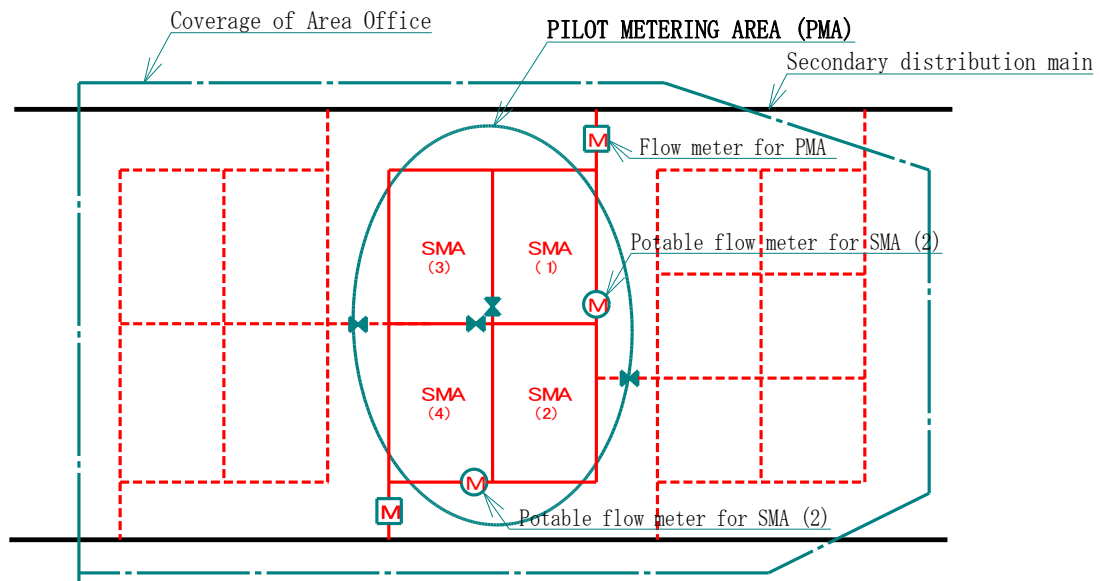 Coverage of Area Office
PILOT METERING AREA (PMA)
Secondary distribution main
M
Flow meter for PMA
SMA
(3)
SMA
(1)
Potable flow meter for SMA (2)
M
SMA
(4)
SMA
(2)
M
M
Potable flow meter for SMA (2)